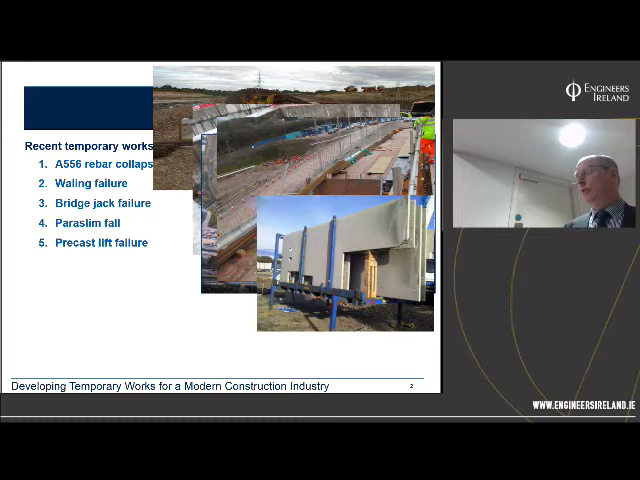 Recent temporary works
1. A556 rebar collaps
2. Waling failure
3. Bridge jack failure
4. Paraslim fall
5. Precast lift failure
Developing Temporary Works for a Modern Construction Industry
2
ENGINEERS
IRELAND
WWW.ENGINEERSIRELAND.IE